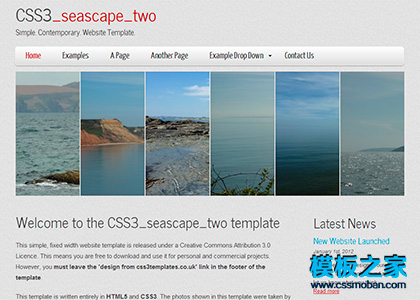 CSS3_seascape_two
Simple. Contemporary. Website Template.
Home Examples A Page Another Page Example Drop Down Contact Us
Welcome to the CSS3_seascape_two template
This simple, fixed width website template is released under a Creative Commons Attribution 3.0
Licence. This means you are free to download and use it for personal and commercial projects.
However, you must leave the 'design from css3templates.co.uk' link in the footer of the
template.
This template is written entirely in HTML5 and CSS3. The photos shown in this template were taken by
Latest News
New Website Launched
January 1st, 2012
模板之家
www.cssmoban.com
Read more